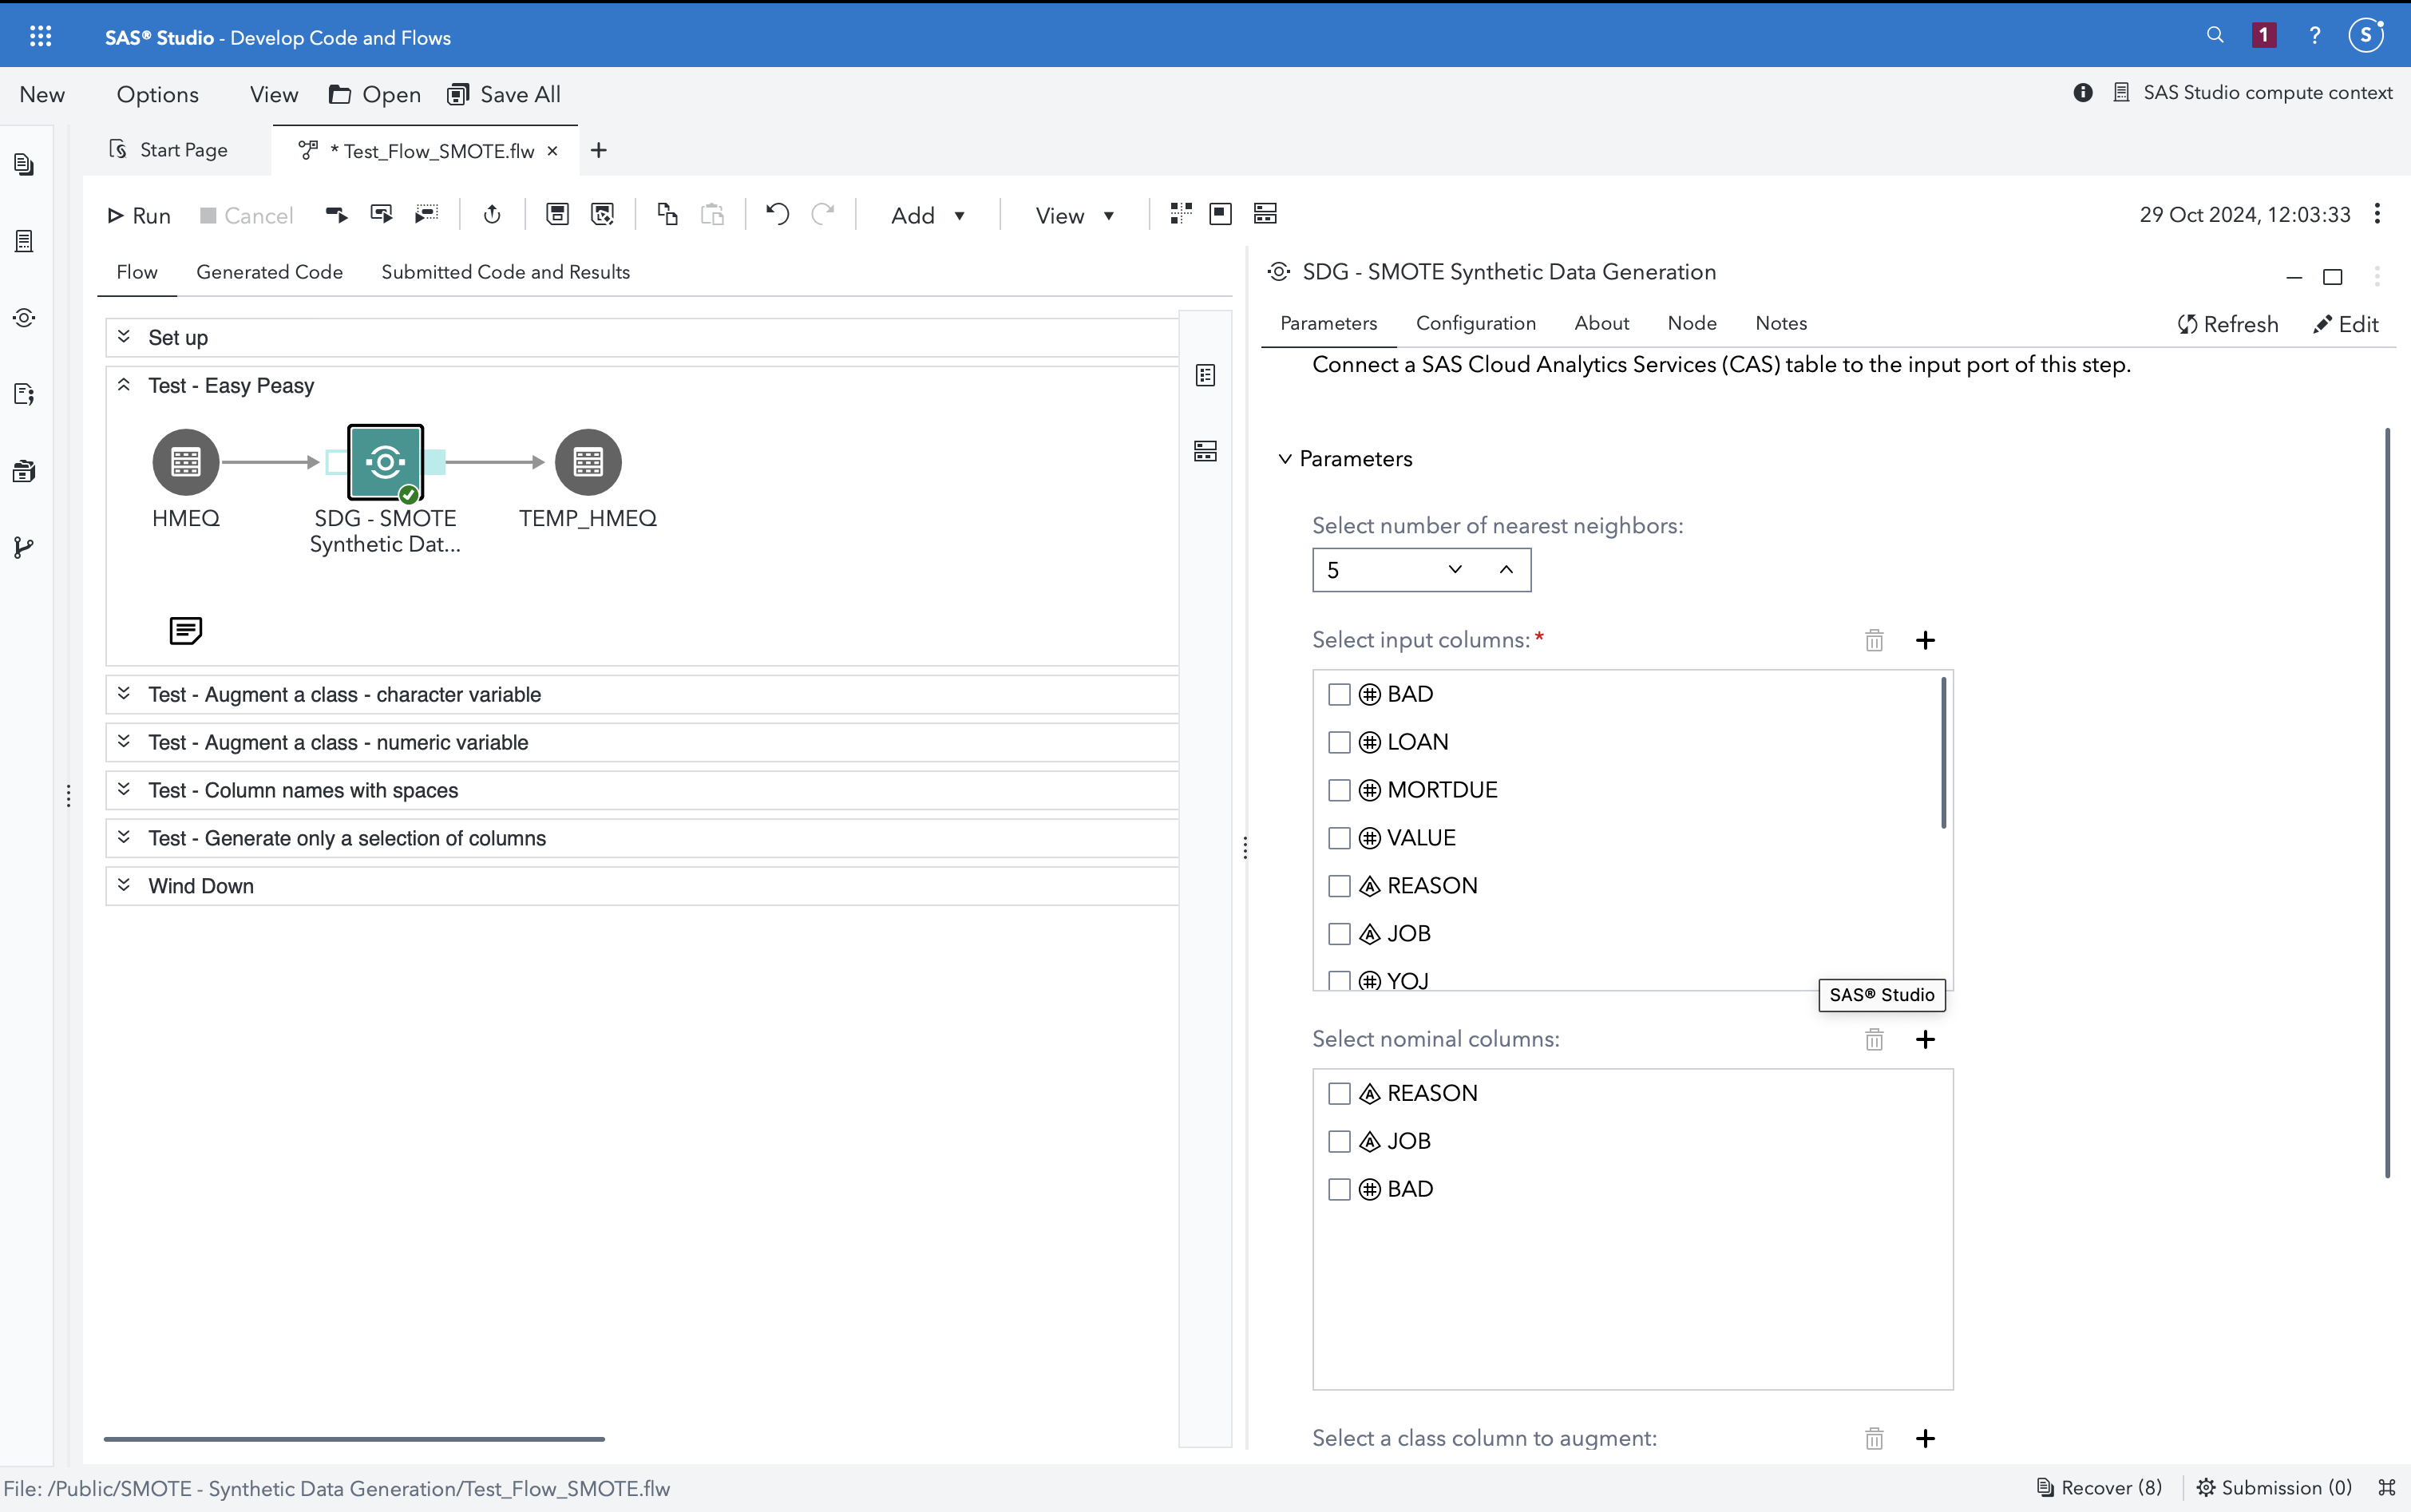 SAS® Studio - Develop Code and Flows
1
?
S
New
Options
View
Open
Save All
SAS Studio compute context
Start Page
* Test_Flow_SMOTE.flw
Run
Cancel
Add
View
29 Oct 2024, 12:03:33
Flow
Generated Code
Submitted Code and Results
Set up
Test - Easy Peasy
HMEQ
SDG - SMOTE
Synthetic Dat...
TEMP_HMEQ
Test - Augment a class - character variable
Test - Augment a class - numeric variable
Test - Column names with spaces
Test - Generate only a selection of columns
Wind Down
SDG - SMOTE Synthetic Data Generation
Parameters
Configuration
About
Node
Notes
Refresh
Edit
Connect a SAS Cloud Analytics Services (CAS) table to the input port of this step.
Parameters
Select number of nearest neighbors:
5
Select input columns:*
BAD
LOAN
MORTDUE
VALUE
REASON
JOB
YOJ
SAS® Studio
Select nominal columns:
REASON
JOB
BAD
Select a class column to augment:
File: /Public/SMOTE - Synthetic Data Generation/Test_Flow_SMOTE.flw
Recover (8)
Submission (0)